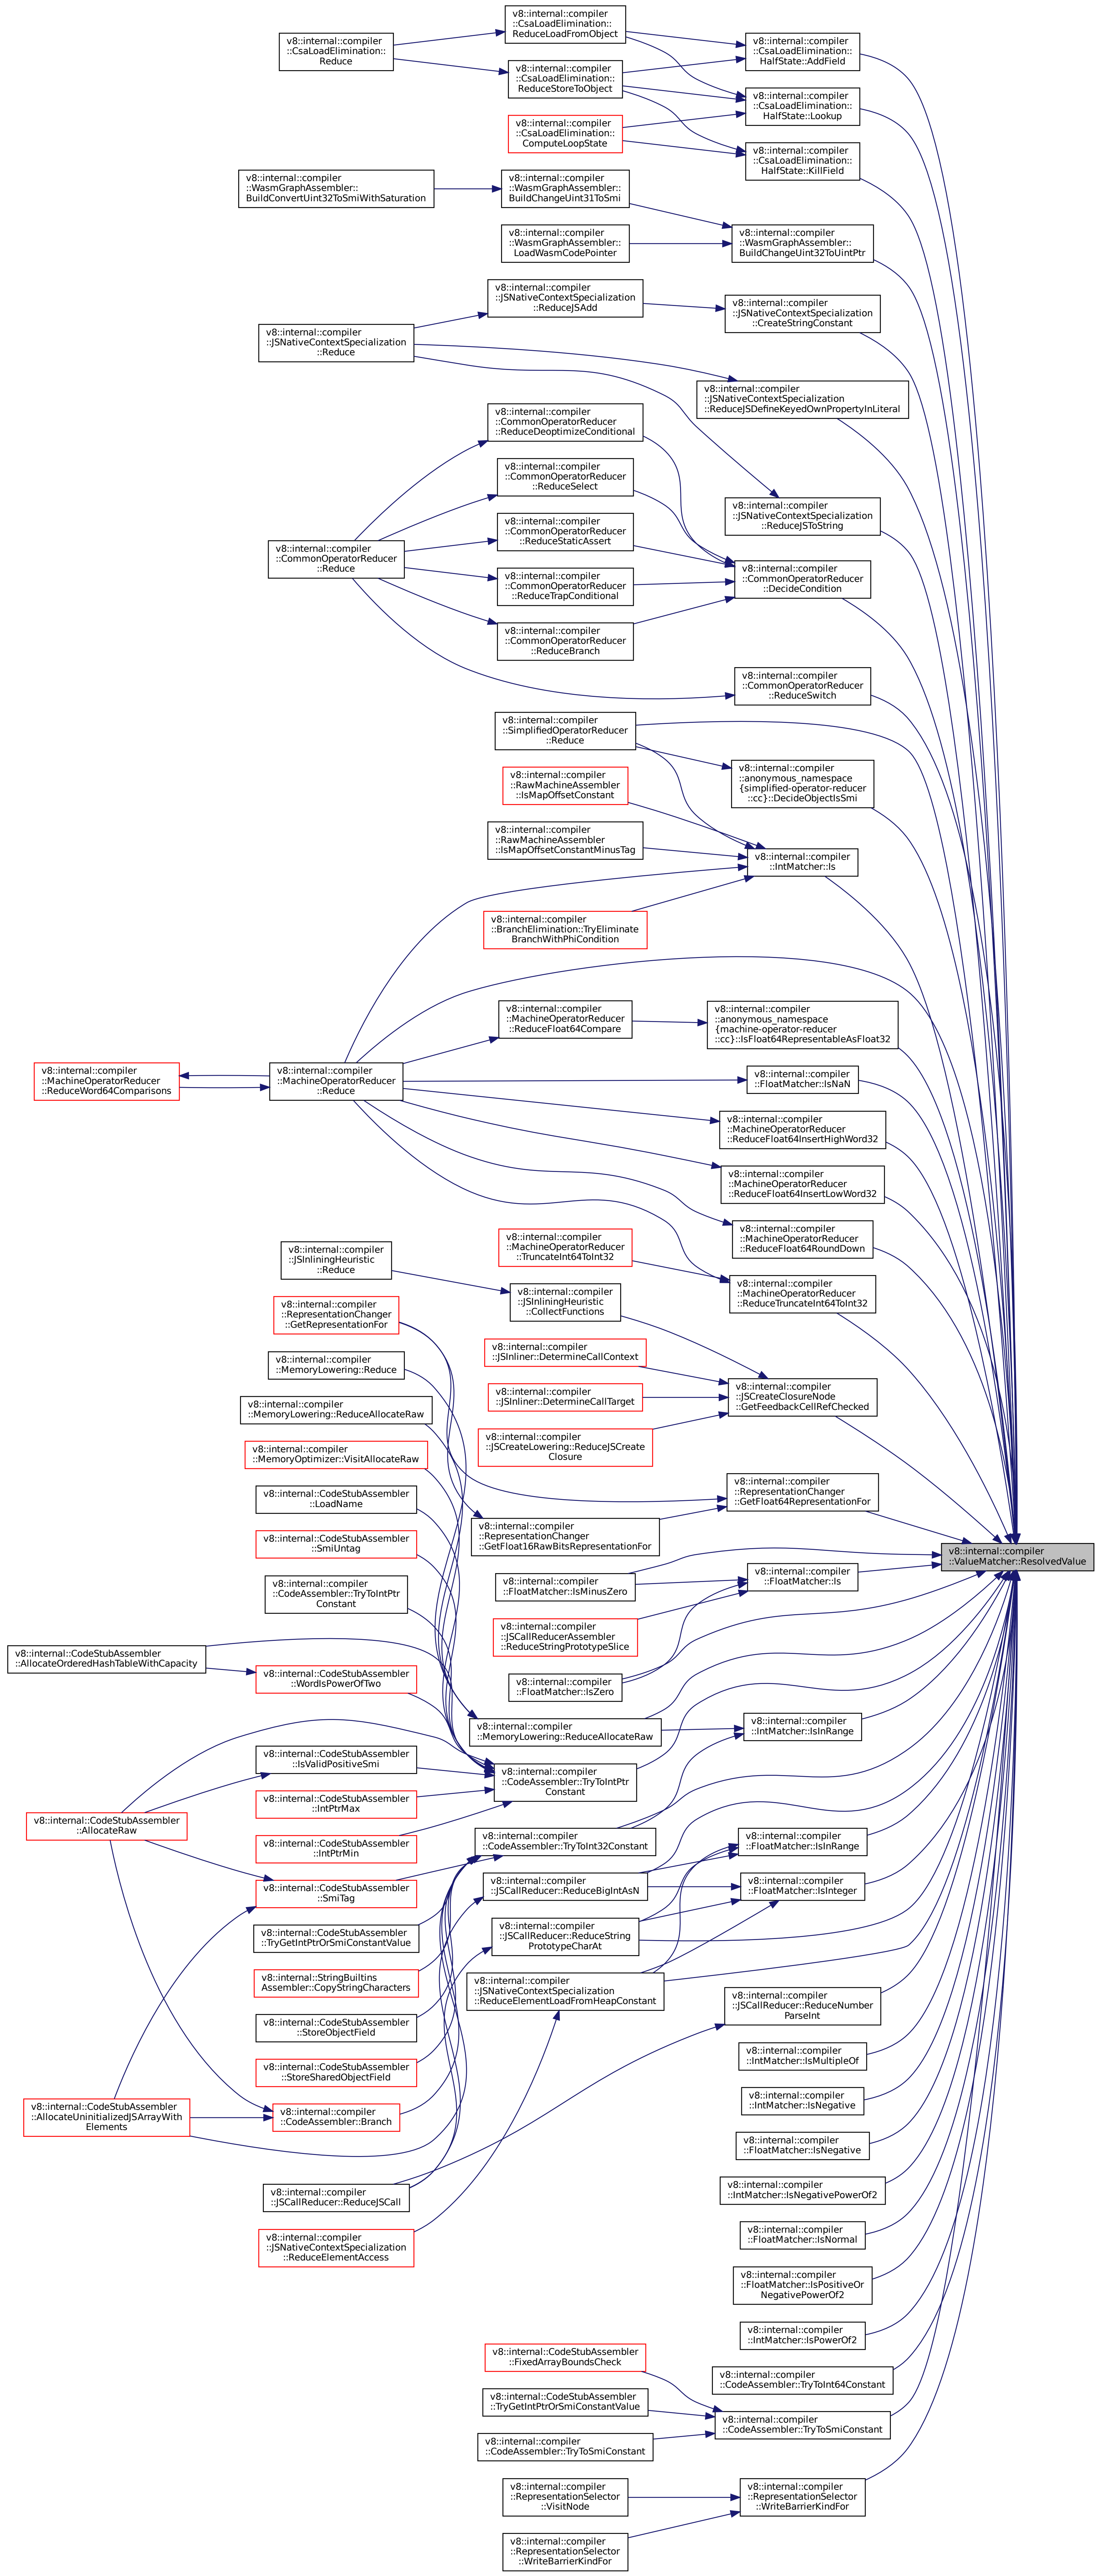 v8::internal::compiler
::CsaLoadElimination::
ReduceLoadFromObject
v8::internal::compiler
::CsaLoadElimination::
Reduce
v8::internal::compiler
::CsaLoadElimination::
HalfState::AddField
v8::internal::compiler
::CsaLoadElimination::
ReduceStoreToObject
v8::internal::compiler
::CsaLoadElimination::
HalfState::Lookup
v8::internal::compiler
::CsaLoadElimination::
ComputeLoopState
v8::internal::compiler
::CsaLoadElimination::
HalfState::KillField
v8::internal::compiler
::WasmGraphAssembler::
BuildConvertUint32ToSmiWithSaturation
v8::internal::compiler
::WasmGraphAssembler::
BuildChangeUint31ToSmi
v8::internal::compiler
::WasmGraphAssembler::
LoadWasmCodePointer
v8::internal::compiler
::WasmGraphAssembler::
BuildChangeUint32ToUintPtr
v8::internal::compiler
::JSNativeContextSpecialization
::ReduceJSAdd
v8::internal::compiler
::JSNativeContextSpecialization
::CreateStringConstant
v8::internal::compiler
::JSNativeContextSpecialization
::Reduce
v8::internal::compiler
::JSNativeContextSpecialization
::ReduceJSDefineKeyedOwnPropertyInLiteral
v8::internal::compiler
::CommonOperatorReducer
::ReduceDeoptimizeConditional
v8::internal::compiler
::CommonOperatorReducer
::ReduceSelect
v8::internal::compiler
::JSNativeContextSpecialization
::ReduceJSToString
v8::internal::compiler
::CommonOperatorReducer
::ReduceStaticAssert
v8::internal::compiler
::CommonOperatorReducer
::Reduce
v8::internal::compiler
::CommonOperatorReducer
::ReduceTrapConditional
v8::internal::compiler
::CommonOperatorReducer
::DecideCondition
v8::internal::compiler
::CommonOperatorReducer
::ReduceBranch
v8::internal::compiler
::CommonOperatorReducer
::ReduceSwitch
v8::internal::compiler
::SimplifiedOperatorReducer
::Reduce
v8::internal::compiler
::anonymous_namespace
{simplified-operator-reducer
::cc}::DecideObjectIsSmi
v8::internal::compiler
::RawMachineAssembler
::IsMapOffsetConstant
v8::internal::compiler
::RawMachineAssembler
::IsMapOffsetConstantMinusTag
v8::internal::compiler
::IntMatcher::Is
v8::internal::compiler
::BranchElimination::TryEliminate
BranchWithPhiCondition
v8::internal::compiler
::MachineOperatorReducer
::ReduceFloat64Compare
v8::internal::compiler
::anonymous_namespace
{machine-operator-reducer
::cc}::IsFloat64RepresentableAsFloat32
v8::internal::compiler
::MachineOperatorReducer
::ReduceWord64Comparisons
v8::internal::compiler
::MachineOperatorReducer
::Reduce
v8::internal::compiler
::FloatMatcher::IsNaN
v8::internal::compiler
::MachineOperatorReducer
::ReduceFloat64InsertHighWord32
v8::internal::compiler
::MachineOperatorReducer
::ReduceFloat64InsertLowWord32
v8::internal::compiler
::MachineOperatorReducer
::ReduceFloat64RoundDown
v8::internal::compiler
::MachineOperatorReducer
::TruncateInt64ToInt32
v8::internal::compiler
::JSInliningHeuristic
::Reduce
v8::internal::compiler
::MachineOperatorReducer
::ReduceTruncateInt64ToInt32
v8::internal::compiler
::JSInliningHeuristic
::CollectFunctions
v8::internal::compiler
::RepresentationChanger
::GetRepresentationFor
v8::internal::compiler
::JSInliner::DetermineCallContext
v8::internal::compiler
::MemoryLowering::Reduce
v8::internal::compiler
::JSInliner::DetermineCallTarget
v8::internal::compiler
::JSCreateClosureNode
::GetFeedbackCellRefChecked
v8::internal::compiler
::MemoryLowering::ReduceAllocateRaw
v8::internal::compiler
::JSCreateLowering::ReduceJSCreate
Closure
v8::internal::compiler
::MemoryOptimizer::VisitAllocateRaw
v8::internal::compiler
::RepresentationChanger
::GetFloat64RepresentationFor
v8::internal::CodeStubAssembler
::LoadName
v8::internal::compiler
::RepresentationChanger
::GetFloat16RawBitsRepresentationFor
v8::internal::CodeStubAssembler
::SmiUntag
v8::internal::compiler
::ValueMatcher::ResolvedValue
v8::internal::compiler
::FloatMatcher::IsMinusZero
v8::internal::compiler
::FloatMatcher::Is
v8::internal::compiler
::CodeAssembler::TryToIntPtr
Constant
v8::internal::compiler
::JSCallReducerAssembler
::ReduceStringPrototypeSlice
v8::internal::CodeStubAssembler
::AllocateOrderedHashTableWithCapacity
v8::internal::CodeStubAssembler
::WordIsPowerOfTwo
v8::internal::compiler
::FloatMatcher::IsZero
v8::internal::compiler
::MemoryLowering::ReduceAllocateRaw
v8::internal::compiler
::IntMatcher::IsInRange
v8::internal::CodeStubAssembler
::IsValidPositiveSmi
v8::internal::compiler
::CodeAssembler::TryToIntPtr
Constant
v8::internal::CodeStubAssembler
::IntPtrMax
v8::internal::CodeStubAssembler
::AllocateRaw
v8::internal::CodeStubAssembler
::IntPtrMin
v8::internal::compiler
::CodeAssembler::TryToInt32Constant
v8::internal::compiler
::FloatMatcher::IsInRange
v8::internal::CodeStubAssembler
::SmiTag
v8::internal::compiler
::JSCallReducer::ReduceBigIntAsN
v8::internal::compiler
::FloatMatcher::IsInteger
v8::internal::CodeStubAssembler
::TryGetIntPtrOrSmiConstantValue
v8::internal::compiler
::JSCallReducer::ReduceString
PrototypeCharAt
v8::internal::StringBuiltins
Assembler::CopyStringCharacters
v8::internal::compiler
::JSNativeContextSpecialization
::ReduceElementLoadFromHeapConstant
v8::internal::compiler
::JSCallReducer::ReduceNumber
ParseInt
v8::internal::CodeStubAssembler
::StoreObjectField
v8::internal::compiler
::IntMatcher::IsMultipleOf
v8::internal::CodeStubAssembler
::StoreSharedObjectField
v8::internal::compiler
::IntMatcher::IsNegative
v8::internal::CodeStubAssembler
::AllocateUninitializedJSArrayWith
Elements
v8::internal::compiler
::CodeAssembler::Branch
v8::internal::compiler
::FloatMatcher::IsNegative
v8::internal::compiler
::JSCallReducer::ReduceJSCall
v8::internal::compiler
::IntMatcher::IsNegativePowerOf2
v8::internal::compiler
::JSNativeContextSpecialization
::ReduceElementAccess
v8::internal::compiler
::FloatMatcher::IsNormal
v8::internal::compiler
::FloatMatcher::IsPositiveOr
NegativePowerOf2
v8::internal::compiler
::IntMatcher::IsPowerOf2
v8::internal::CodeStubAssembler
::FixedArrayBoundsCheck
v8::internal::compiler
::CodeAssembler::TryToInt64Constant
v8::internal::CodeStubAssembler
::TryGetIntPtrOrSmiConstantValue
v8::internal::compiler
::CodeAssembler::TryToSmiConstant
v8::internal::compiler
::CodeAssembler::TryToSmiConstant
v8::internal::compiler
::RepresentationSelector
::VisitNode
v8::internal::compiler
::RepresentationSelector
::WriteBarrierKindFor
v8::internal::compiler
::RepresentationSelector
::WriteBarrierKindFor